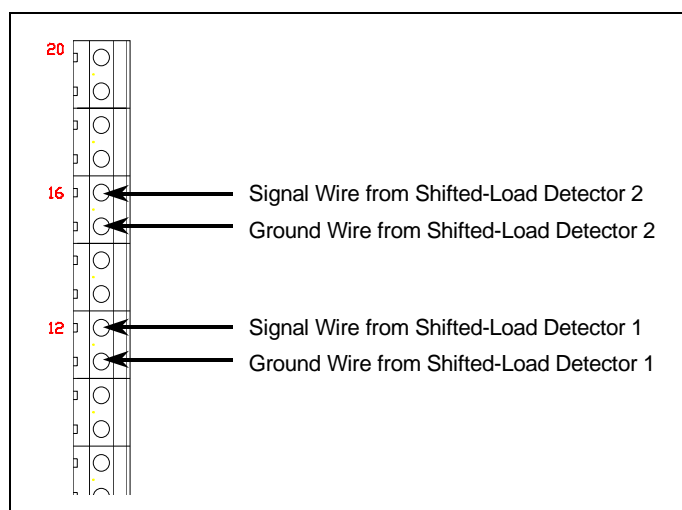 20
16
Signal Wire from Shifted-Load Detector 2
Ground Wire from Shifted-Load Detector 2
12
Signal Wire from Shifted-Load Detector 1
Ground Wire from Shifted-Load Detector 1